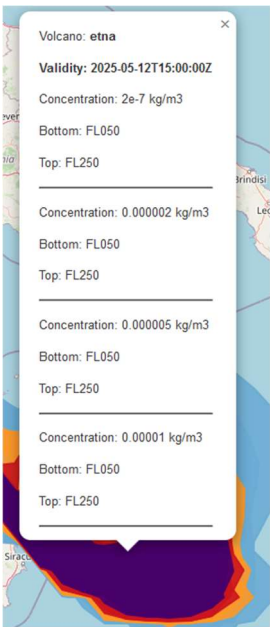 ×
Volcano: etna
Validity: 2025-05-12T15:00:00Z
Concentration: 2e-7 kg/m3
Bottom: FL050
Top: FL250
Concentration: 0.000002 kg/m3
Bottom: FL050
Top: FL250
Concentration: 0.000005 kg/m3
Bottom: FL050
Top: FL250
Concentration: 0.00001 kg/m3
Bottom: FL050
Top: FL250
Brindisi
Siracu